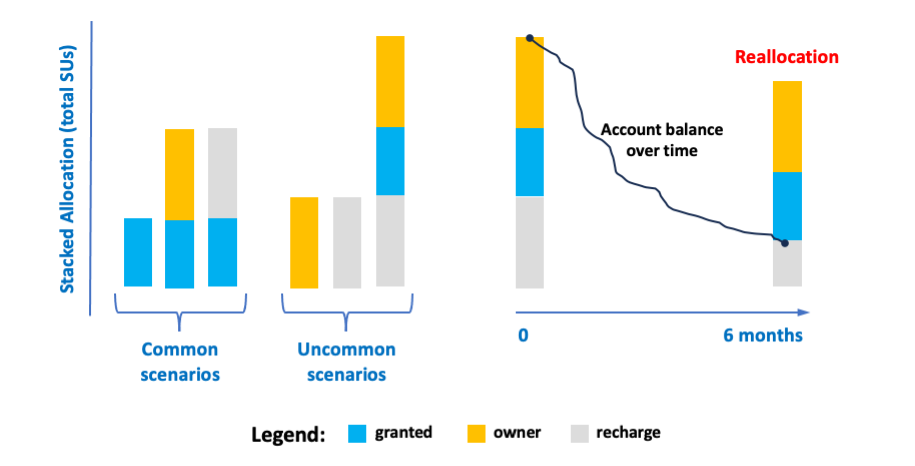 Stacked Allocation (total SUs)
Reallocation
Account balance
over time
0
6 months
Common
scenarios
Uncommon
scenarios
Legend:
granted
owner
recharge